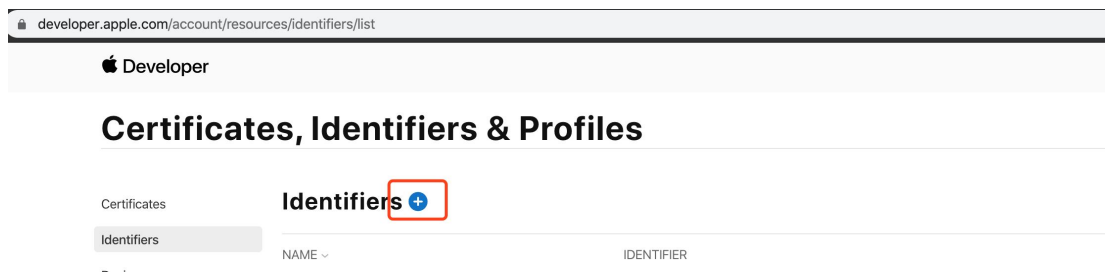 developer.apple.com/account/resources/identifiers/list
Developer
Certificates, Identifiers & Profiles
Certificates
Identifiers
Identifiers
NAME
IDENTIFIER